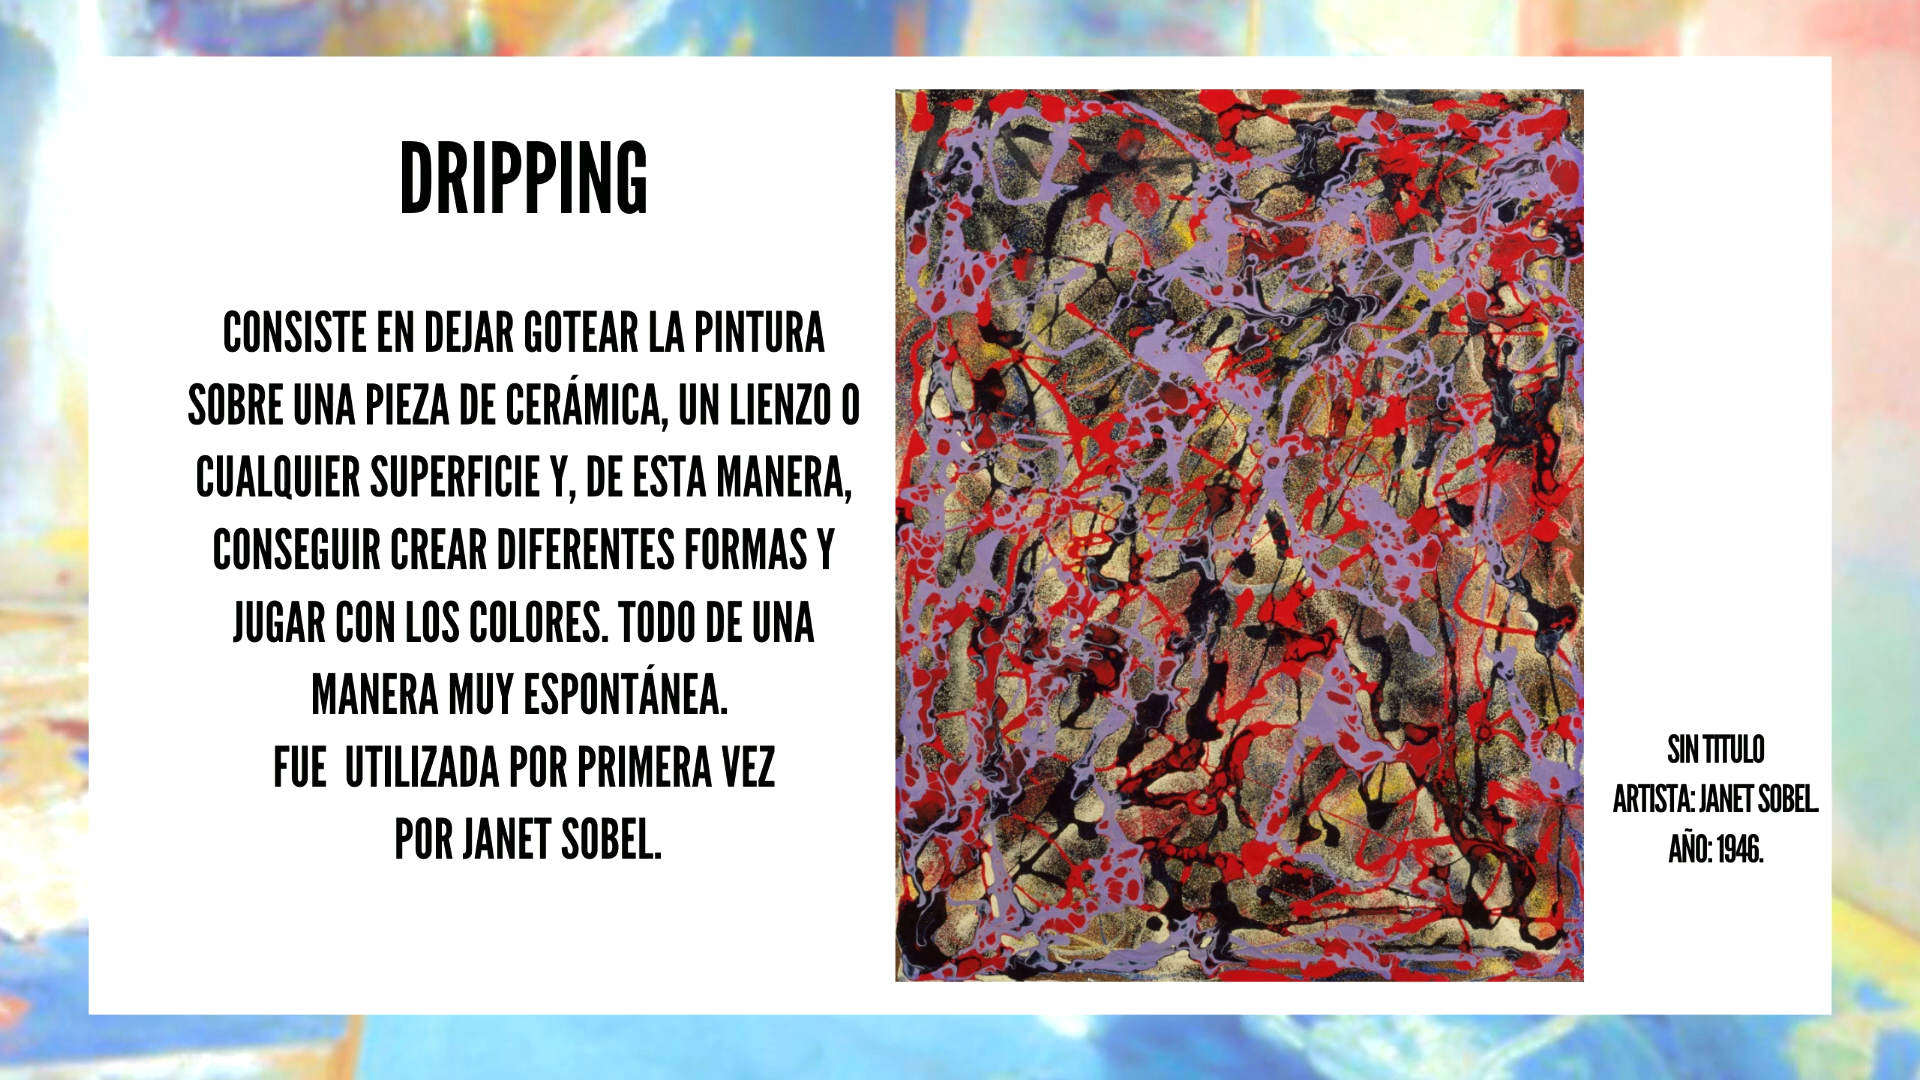 DRIPPING
CONSISTE EN DEJAR GOTEAR LA PINTURA
SOBRE UNA PIEZA DE CERÁMICA, UN LIENZO O
CUALQUIER SUPERFICIE Y, DE ESTA MANERA,
CONSEGUIR CREAR DIFERENTES FORMAS Y
JUGAR CON LOS COLORES. TODO DE UNA
MANERA MUY ESPONTÁNEA.
FUE  UTILIZADA POR PRIMERA VEZ
POR JANET SOBEL.
SIN TITULO
ARTISTA: JANET SOBEL.
AÑO: 1946.